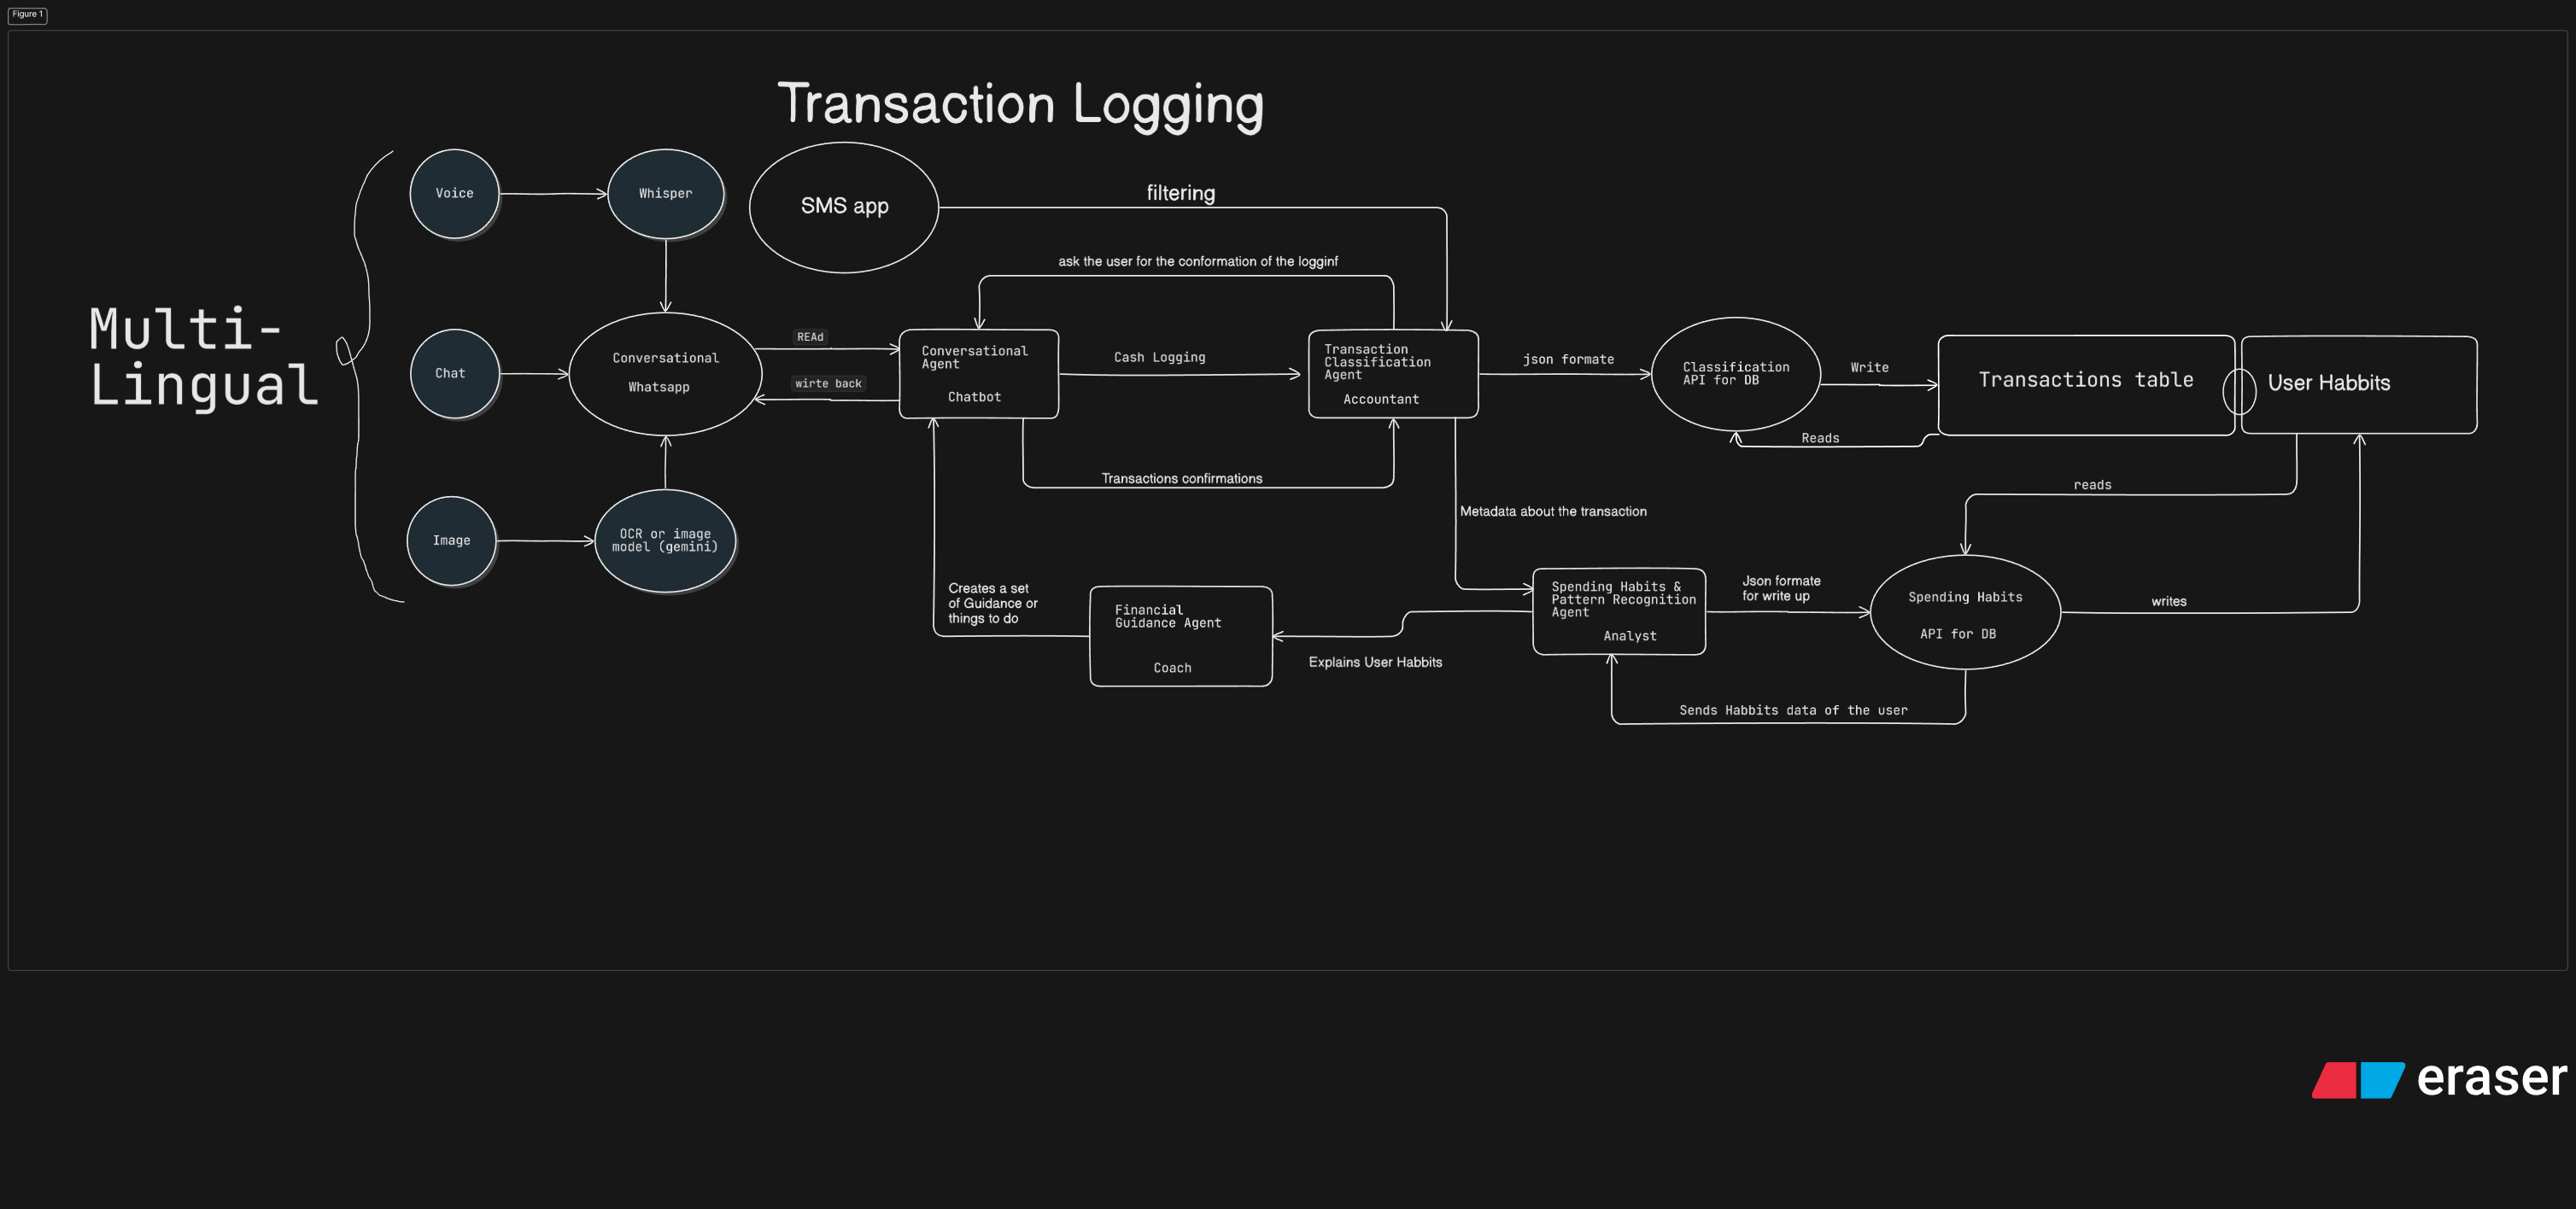 Figure 1
Transaction Logging
Multi-
Lingual
Voice
Whisper
SMS app
filtering
ask the user for the conformation of the logginf
Chat
Conversational
Whatsapp
REAd
wirte back
Conversational
Agent
Chatbot
Cash Logging
Transaction
Classification
Agent
Accountant
json formate
Classification
API for DB
Write
Reads
Transactions table
User Habbits
Transactions confirmations
reads
Metadata about the transaction
Image
OCR or image
model (gemini)
Creates a set
of Guidance or
things to do
Financial
Guidance Agent
Coach
Explains User Habbits
Spending Habits &
Pattern Recognition
Agent
Analyst
Json formate
for write up
Spending Habits
API for DB
writes
Sends Habbits data of the user
eraser